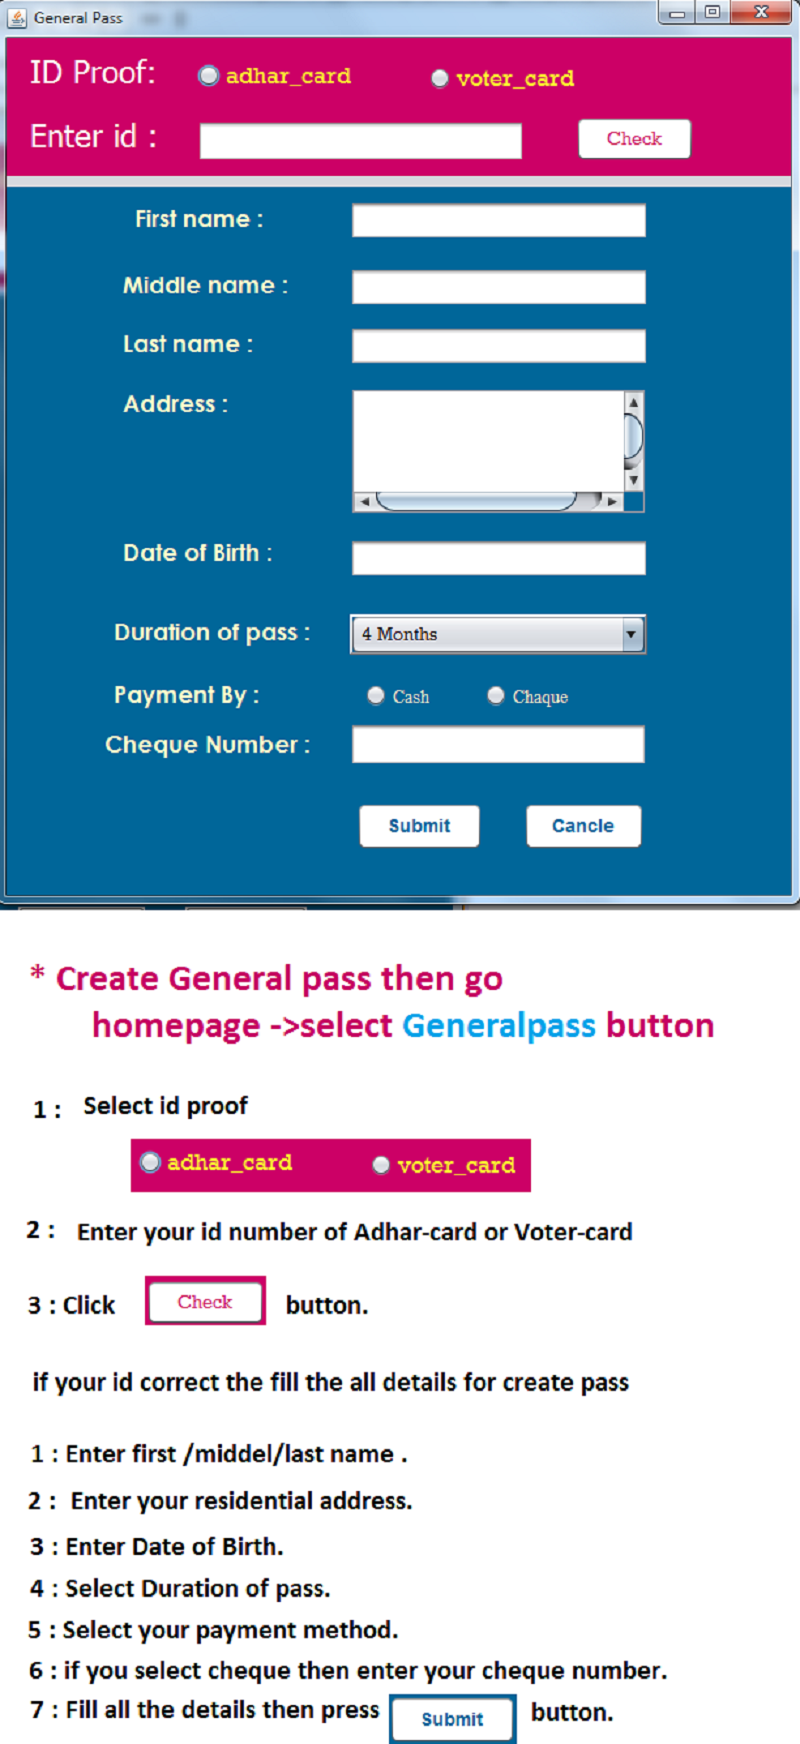 General Pass
ID Proof: adhar_card voter_card
Enter id : Check
First name :
Middle name :
Last name :
Address :
Date of Birth :
Duration of pass : 4 Months
Payment By : Cash Chaque
Cheque Number :
Submit Cancle
* Create General pass then go
homepage ->select Generalpass button
1 : Select id proof
adhar_card voter_card
2 : Enter your id number of Adhar-card or Voter-card
3 : Click Check button.
if your id correct the fill the all details for create pass
1 : Enter first /middel/last name .
2 : Enter your residential address.
3 : Enter Date of Birth.
4 : Select Duration of pass.
5 : Select your payment method.
6 : if you select cheque then enter your cheque number.
7 : Fill all the details then press Submit button.